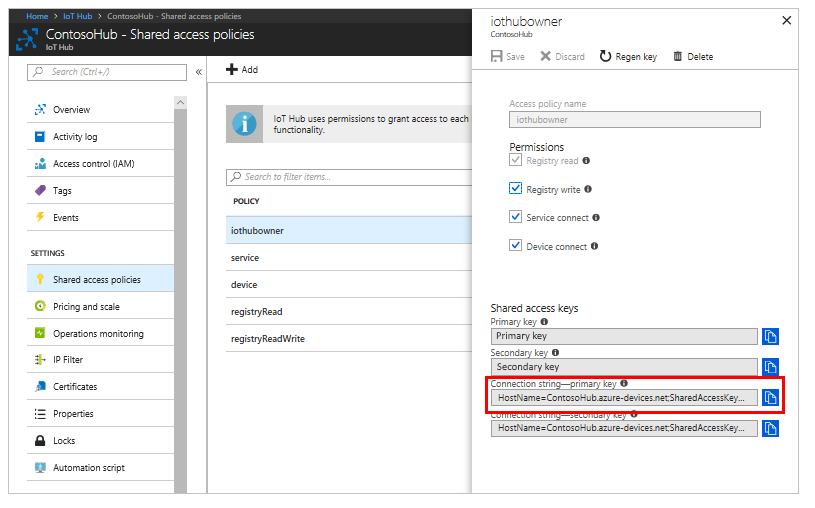 Home > IoT Hub > ContosoHub - Shared access policies
ContosoHub - Shared access policies
IoT Hub
Search (Ctrl+/)
Overview
Activity log
Access control (IAM)
Tags
Events
SETTINGS
Shared access policies
Pricing and scale
Operations monitoring
IP Filter
Certificates
Properties
Locks
Automation script
Add
IoT Hub uses permissions to grant access to each
functionality.
Search to filter items...
POLICY
iothubowner
service
device
registryRead
registryReadWrite
iothubowner
ContosoHub
Save Discard Regen key Delete
Access policy name
iothubowner
Permissions
Registry read
Registry write
Service connect
Device connect
Shared access keys
Primary key
Primary key
Secondary key
Secondary key
Connection string—primary key
HostName=ContosoHub.azure-devices.net;SharedAccessKey...
Connection string—secondary key
HostName=ContosoHub.azure-devices.net;SharedAccessKey...